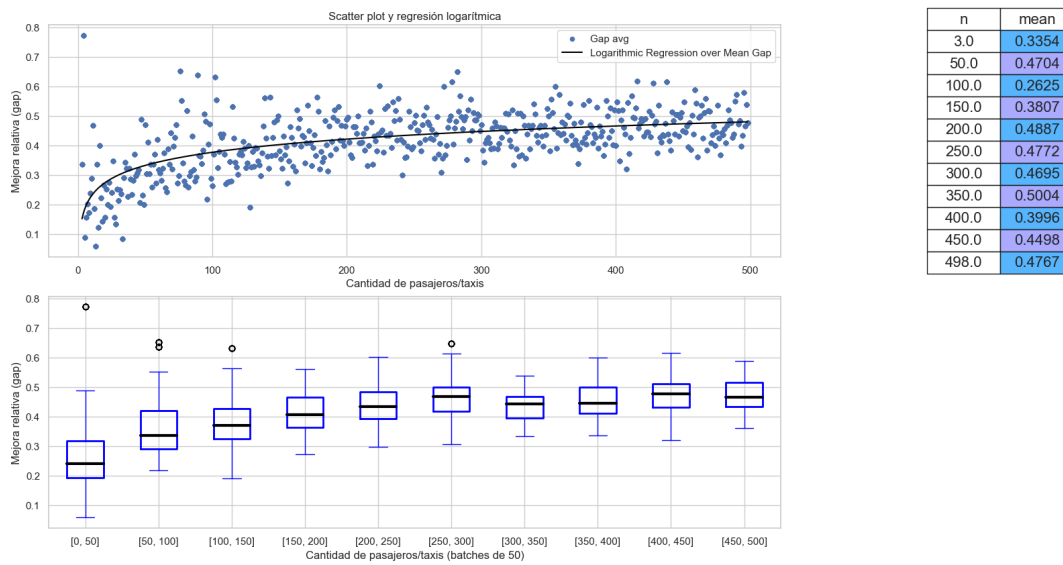 Scatter plot y regresión logarítmica
Mejora relativa (gap)
0.8
0.7
0.6
0.5
0.4
0.3
0.2
0.1
Gap avg
Logarithmic Regression over Mean Gap
0 100 200 300 400 500
Cantidad de pasajeros/taxis
Mejora relativa (gap)
0.8
0.7
0.6
0.5
0.4
0.3
0.2
0.1
[0, 50] [50, 100] [100, 150] [150, 200] [200, 250] [250, 300] [300, 350] [350, 400] [400, 450] [450, 500]
Cantidad de pasajeros/taxis (batches de 50)
n mean
3.0 0.3354
50.0 0.4704
100.0 0.2625
150.0 0.3807
200.0 0.4887
250.0 0.4772
300.0 0.4695
350.0 0.5004
400.0 0.3996
450.0 0.4498
498.0 0.4767